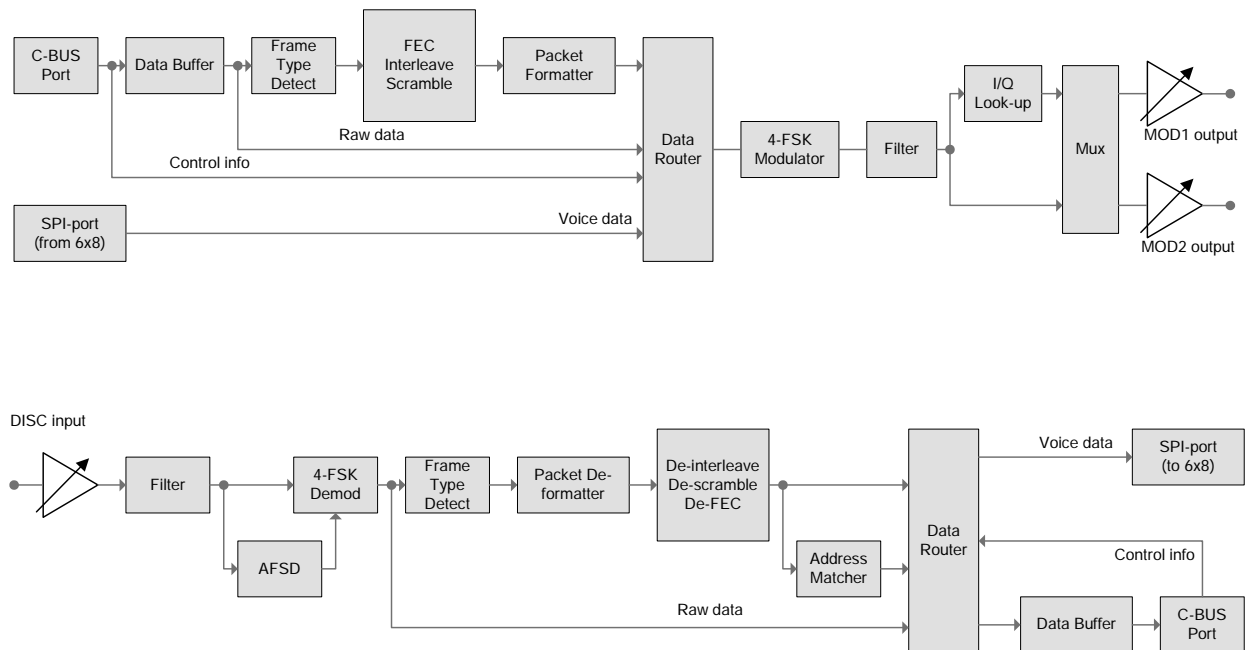 C-BUS
Port
Data Buffer
Frame
Type
Detect
FEC
Interleave
Scramble
Packet
Formatter
Raw data
Control info
SPI-port
(from 6x8)
Voice data
Data
Router
4-FSK
Modulator
Filter
I/Q
Look-up
Mux
MOD1 output
MOD2 output
DISC input
Filter
AFSD
4-FSK
Demod
Frame
Type
Detect
Packet De-
formatter
De-interleave
De-scramble
De-FEC
Address
Matcher
Raw data
Data
Router
Voice data
SPI-port
(to 6x8)
Control info
Data Buffer
C-BUS
Port